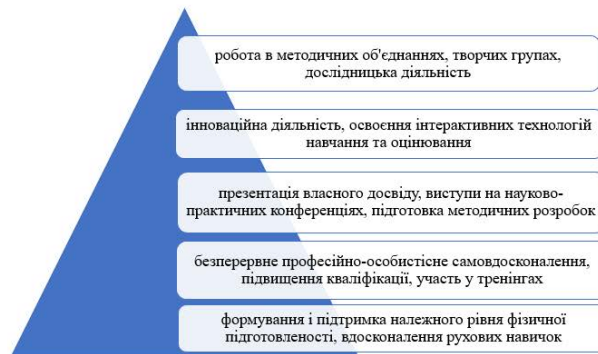 робота в методичних об'єднаннях, творчих групах,
дослідницька діяльність
інноваційна діяльність, освоєння інтерактивних технологій
навчання та оцінювання
презентація власного досвіду, виступи на науково-
практичних конференціях, підготовка методичних розробок
безперервне професійно-особистісне самовдосконалення,
підвищення кваліфікації, участь у тренінгах
формування і підтримка належного рівня фізичної
підготовленості, вдосконалення рухових навичок